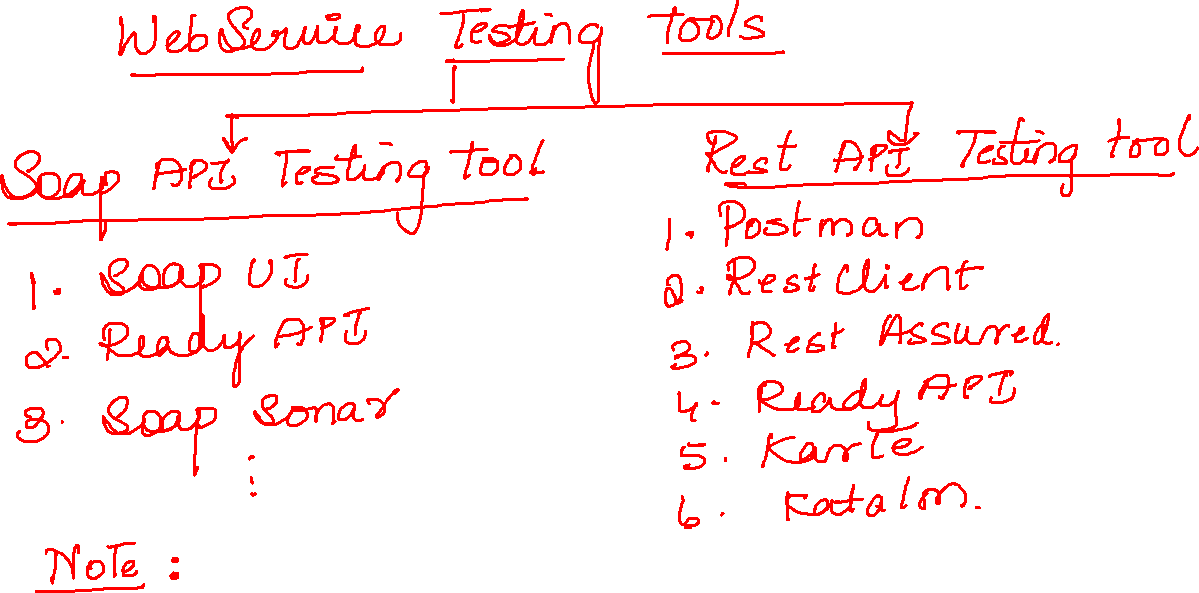 WebService Testing Tools
Soap API Testing Tool
1. Soap UI
2. Ready API
3. Soap Sonar
⋮
Rest API Testing tool
1. Postman
2. Rest Client
3. Rest Assured.
4. Ready API
5. Karte
6. Katalon.
Note :